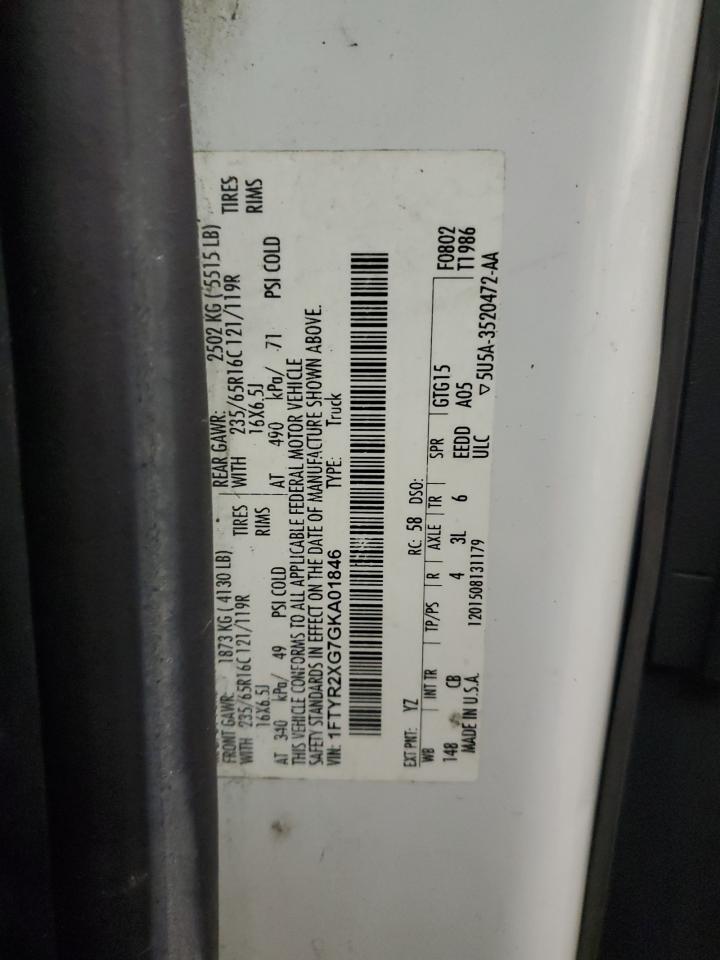 FRONT GAWR: 1873 KG ( 4130 LB) REAR GAWR: 2502 KG ( 5515 LB)
WITH 235/65R16C 121/119R TIRES WITH 235/65R16C 121/119R TIRES
16X6.5J RIMS 16X6.5J RIMS
AT 340 kPa/ 49 PSI COLD AT 490 kPa/ 71 PSI COLD
THIS VEHICLE CONFORMS TO ALL APPLICABLE FEDERAL MOTOR VEHICLE
SAFETY STANDARDS IN EFFECT ON THE DATE OF MANUFACTURE SHOWN ABOVE.
VIN: 1FTYR2XG7GKA01846 TYPE: Truck
EXT PNT: YZ RC: 58 DSO: F0802
WB INT TR TP/PS R AXLE TR SPR GTG15 T1986
148 CB 4 3L 6 EEDD A05
MADE IN U.S.A. 1201508131179 ULC ▽5U5A-3520472-AA